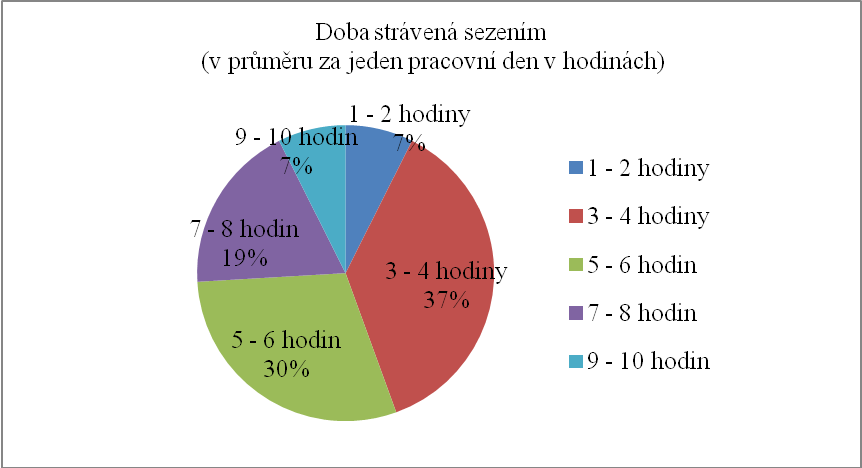 Doba strávená sezením
(v průměru za jeden pracovní den v hodinách)
1 - 2 hodiny
7%
9 - 10 hodin
7%
7 - 8 hodin
19%
3 - 4 hodiny
37%
5 - 6 hodin
30%
1 - 2 hodiny
3 - 4 hodiny
5 - 6 hodin
7 - 8 hodin
9 - 10 hodin